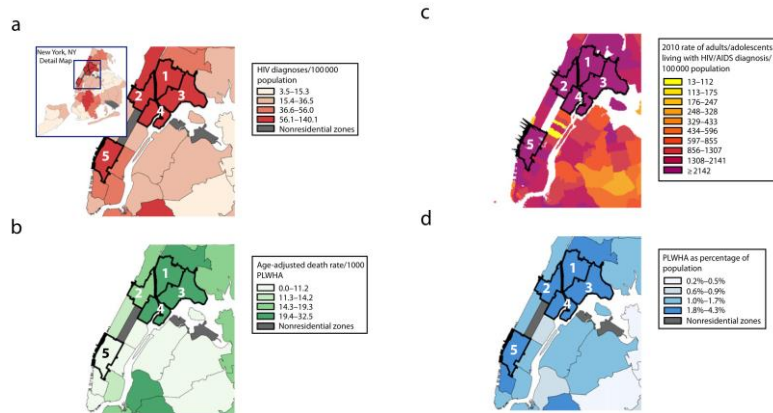 a
New York, NY
Detail Map
1
2
3
4
5
HIV diagnoses/100 000
population
3.5–15.3
15.4–36.5
36.6–56.0
56.1–140.1
Nonresidential zones
b
1
2
3
4
5
Age-adjusted death rate/1000
PLWHA
0.0–11.2
11.3–14.2
14.3–19.3
19.4–32.5
Nonresidential zones
c
1
2
3
4
5
2010 rate of adults/adolescents
living with HIV/AIDS diagnosis/
100 000 population
13–112
113–175
176–247
248–328
329–433
434–596
597–855
856–1307
1308–2141
≥ 2142
d
1
2
3
4
5
PLWHA as percentage of
population
0.2%–0.5%
0.6%–0.9%
1.0%–1.7%
1.8%–4.3%
Nonresidential zones